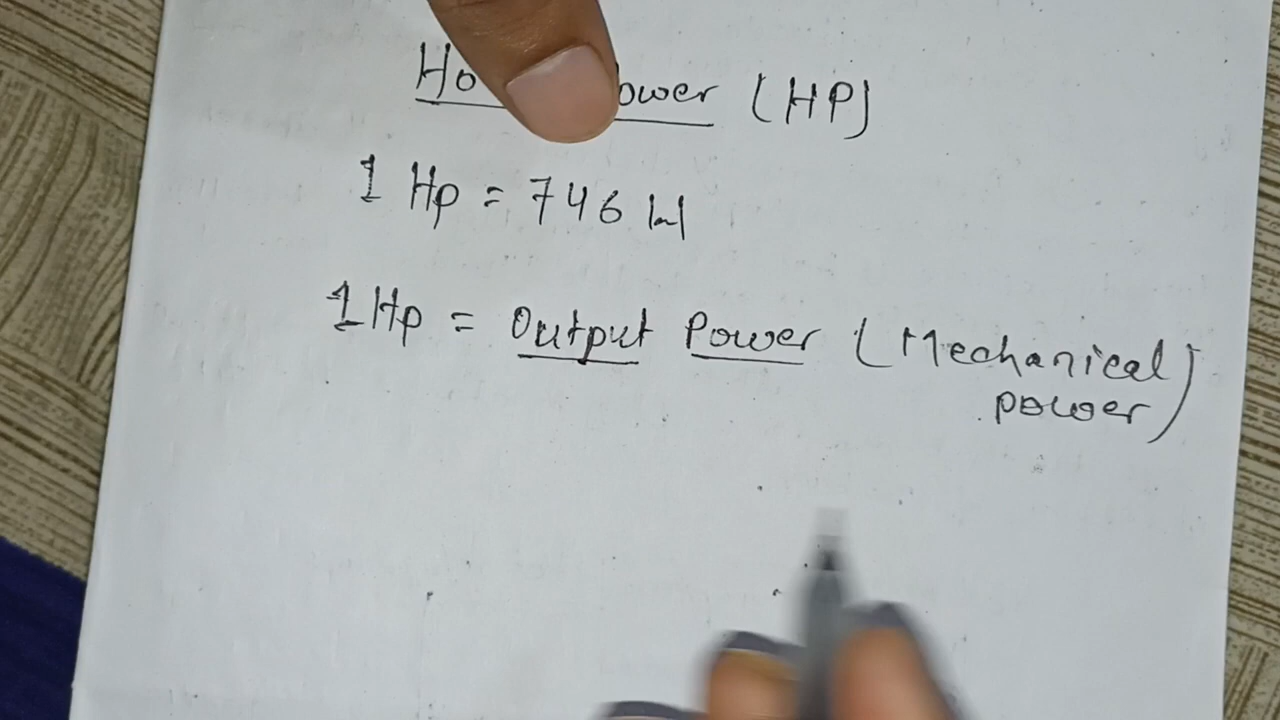 Ho ower (HP)
1 Hp = 746 W
1 Hp = Output Power (Mechanical
power)